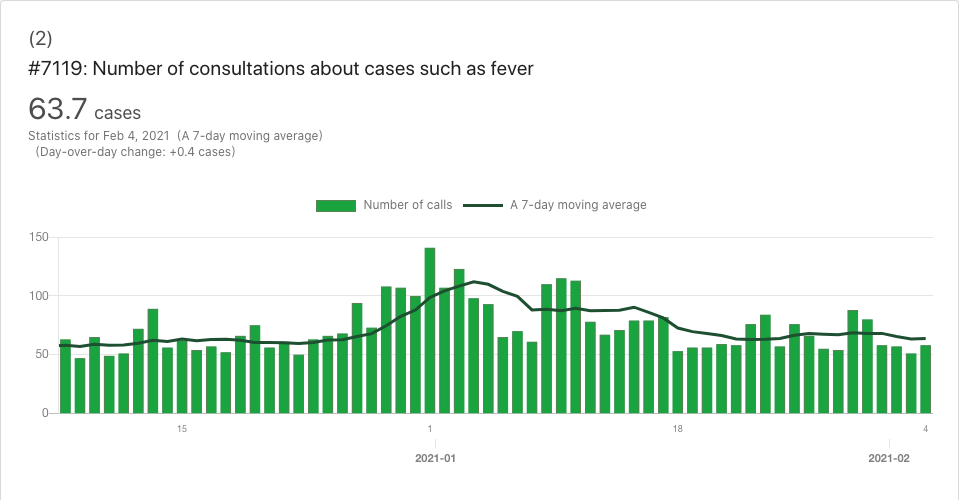 (2)
#7119: Number of consultations about cases such as fever
63.7 cases
Statistics for Feb 4, 2021 (A 7-day moving average)
(Day-over-day change: +0.4 cases)
Number of calls A 7-day moving average
150
100
50
0
15 1 18 4
2021-01 2021-02